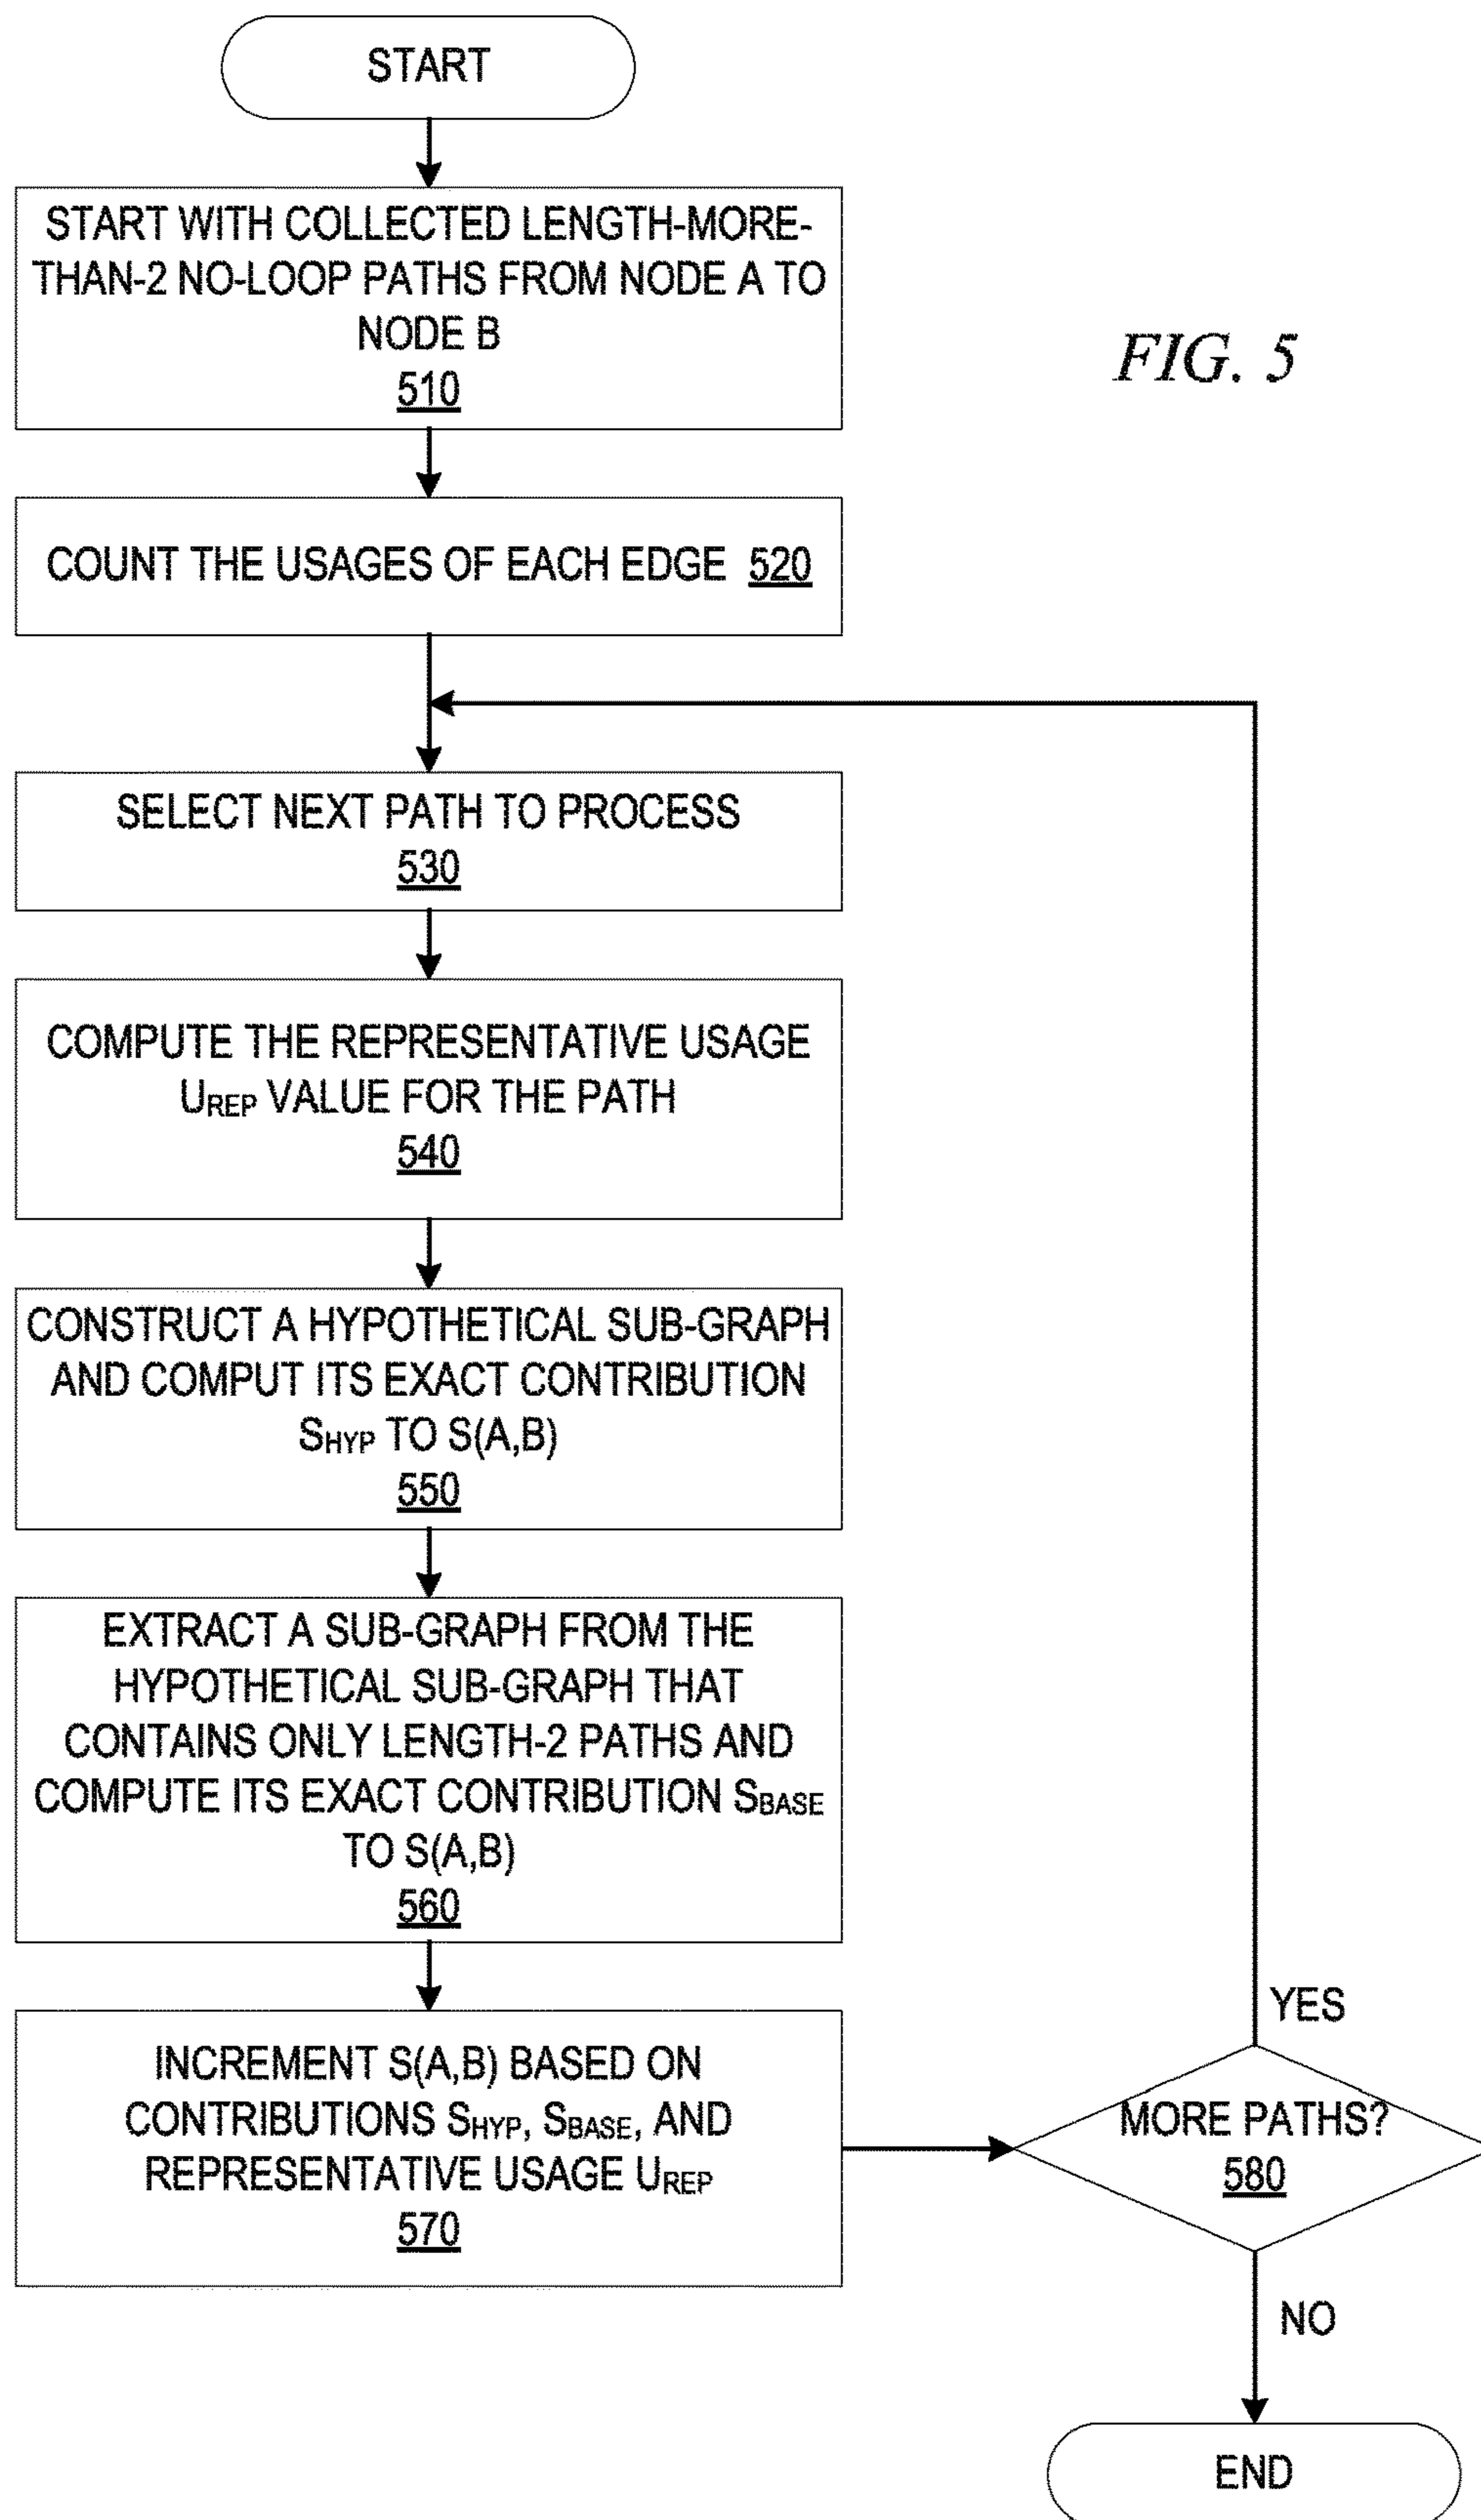 START
START WITH COLLECTED LENGTH-MORE-
THAN-2 NO-LOOP PATHS FROM NODE A TO
NODE B
510
FIG. 5
COUNT THE USAGES OF EACH EDGE 520
SELECT NEXT PATH TO PROCESS
530
COMPUTE THE REPRESENTATIVE USAGE
UREP VALUE FOR THE PATH
540
CONSTRUCT A HYPOTHETICAL SUB-GRAPH
AND COMPUT ITS EXACT CONTRIBUTION
SHYP TO S(A,B)
550
EXTRACT A SUB-GRAPH FROM THE
HYPOTHETICAL SUB-GRAPH THAT
CONTAINS ONLY LENGTH-2 PATHS AND
COMPUTE ITS EXACT CONTRIBUTION SBASE
TO S(A,B)
560
INCREMENT S(A,B) BASED ON
CONTRIBUTIONS SHYP, SBASE, AND
REPRESENTATIVE USAGE UREP
570
YES
MORE PATHS?
580
NO
END